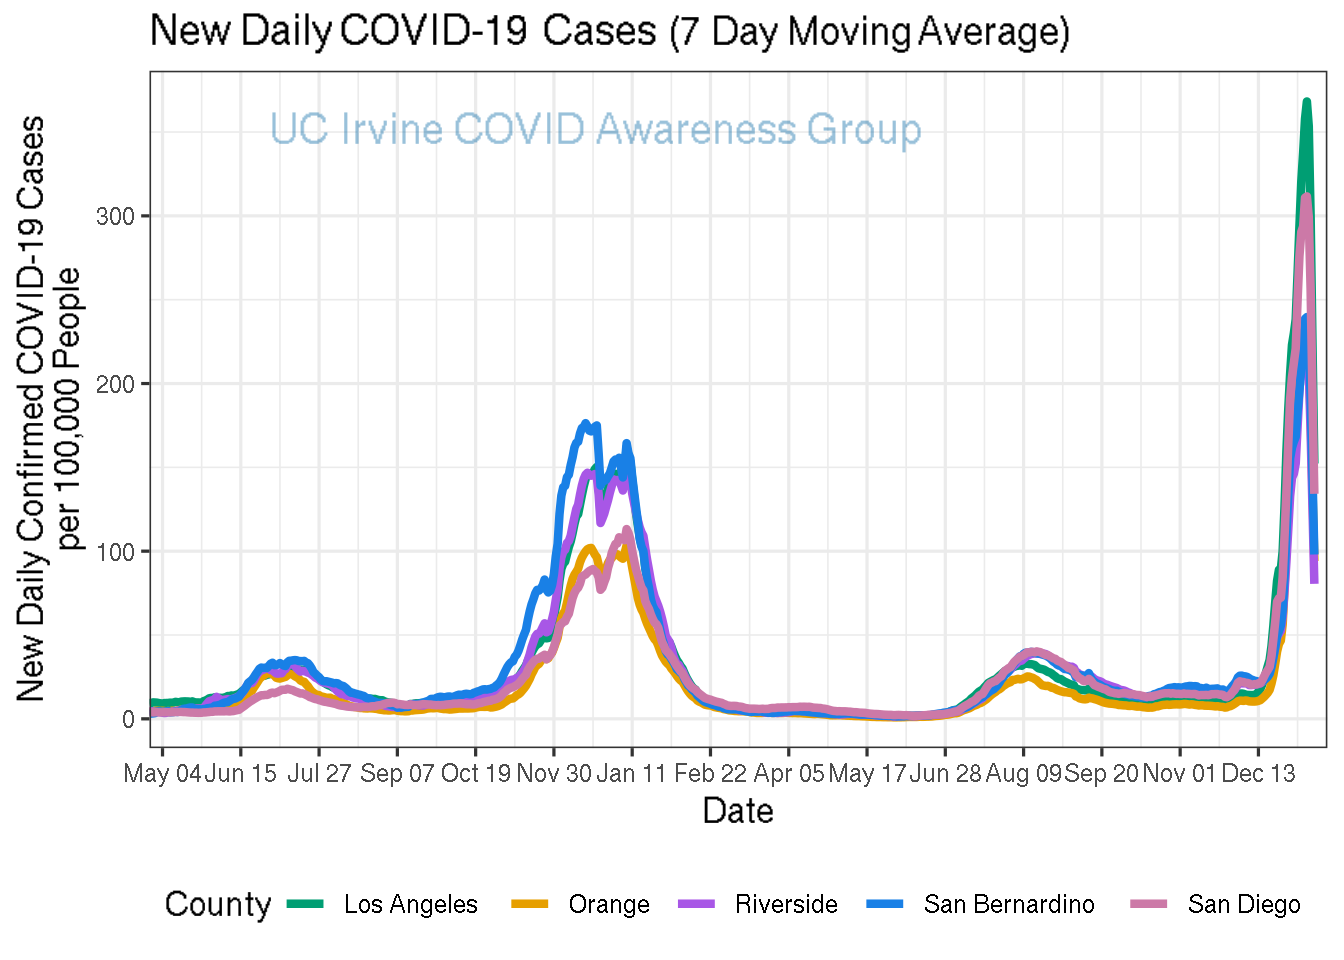 New Daily COVID-19 Cases (7 Day Moving Average)
UC Irvine COVID Awareness Group
New Daily Confirmed COVID-19 Cases
per 100,000 People
300
200
100
0
May 04 Jun 15 Jul 27 Sep 07 Oct 19 Nov 30 Jan 11 Feb 22 Apr 05 May 17 Jun 28 Aug 09 Sep 20 Nov 01 Dec 13
Date
County Los Angeles Orange Riverside San Bernardino San Diego